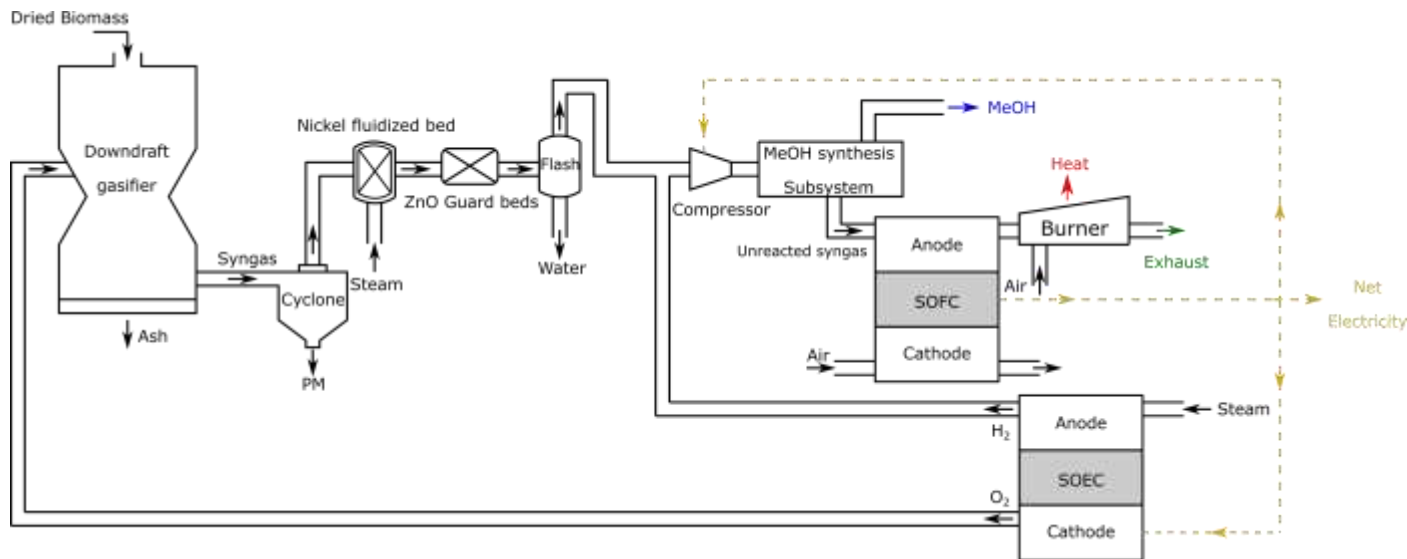 Dried Biomass
Downdraft
gasifier
Nickel fluidized bed
ZnO Guard beds
Flash
Compressor
MeOH synthesis
Subsystem
MeOH
Heat
Burner
Exhaust
Unreacted syngas
Anode
SOFC
Cathode
Air
Air
Net
Electricity
Syngas
Cyclone
Steam
Water
Ash
PM
Steam
Anode
H2
SOEC
O2
Cathode